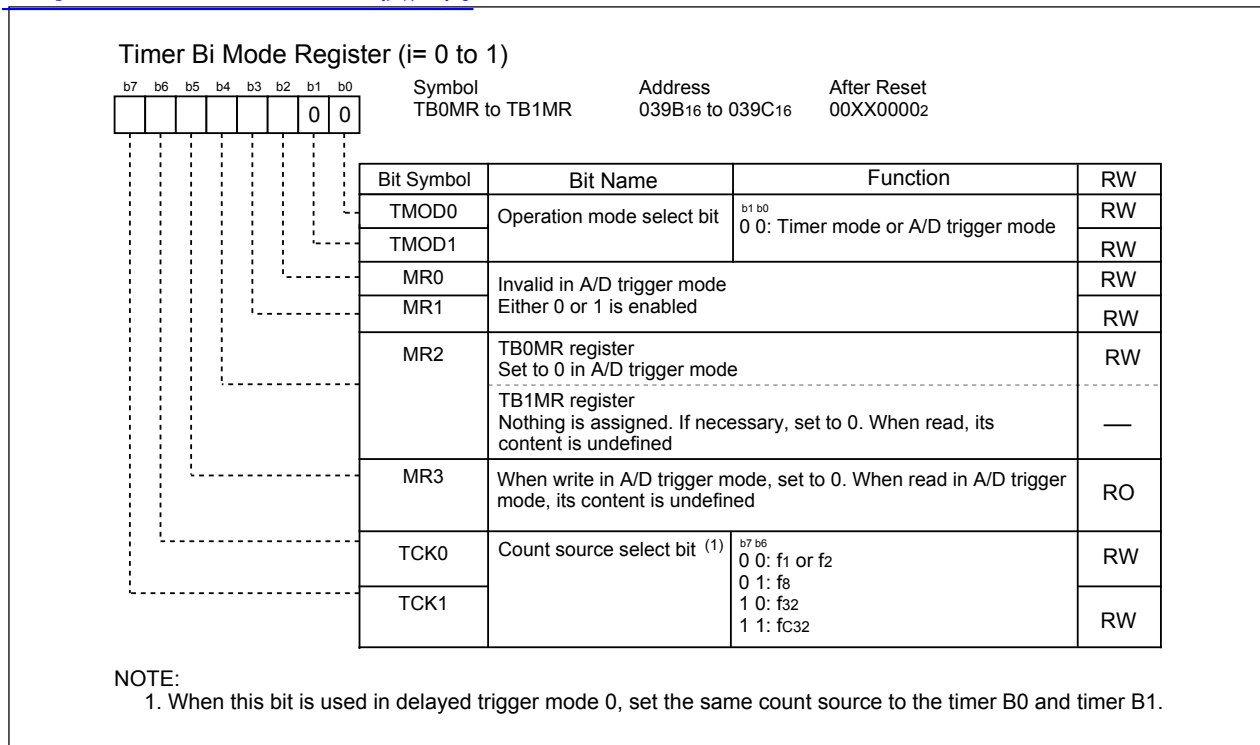 Timer Bi Mode Register (i= 0 to 1)
b7 b6 b5 b4 b3 b2 b1 b0
0 0
Symbol Address After Reset
TB0MR to TB1MR 039B16 to 039C16 00XX00002
Bit Symbol Bit Name Function RW
TMOD0 Operation mode select bit b1 b0 RW
0 0: Timer mode or A/D trigger mode
TMOD1 RW
MR0 Invalid in A/D trigger mode RW
MR1 Either 0 or 1 is enabled RW
MR2 TB0MR register RW
Set to 0 in A/D trigger mode
TB1MR register
Nothing is assigned. If necessary, set to 0. When read, its —
content is undefined
MR3 When write in A/D trigger mode, set to 0. When read in A/D trigger RO
mode, its content is undefined
TCK0 Count source select bit (1) b7 b6 RW
0 0: f1 or f2
0 1: f8
TCK1 1 0: f32 RW
1 1: fC32
NOTE:
1. When this bit is used in delayed trigger mode 0, set the same count source to the timer B0 and timer B1.